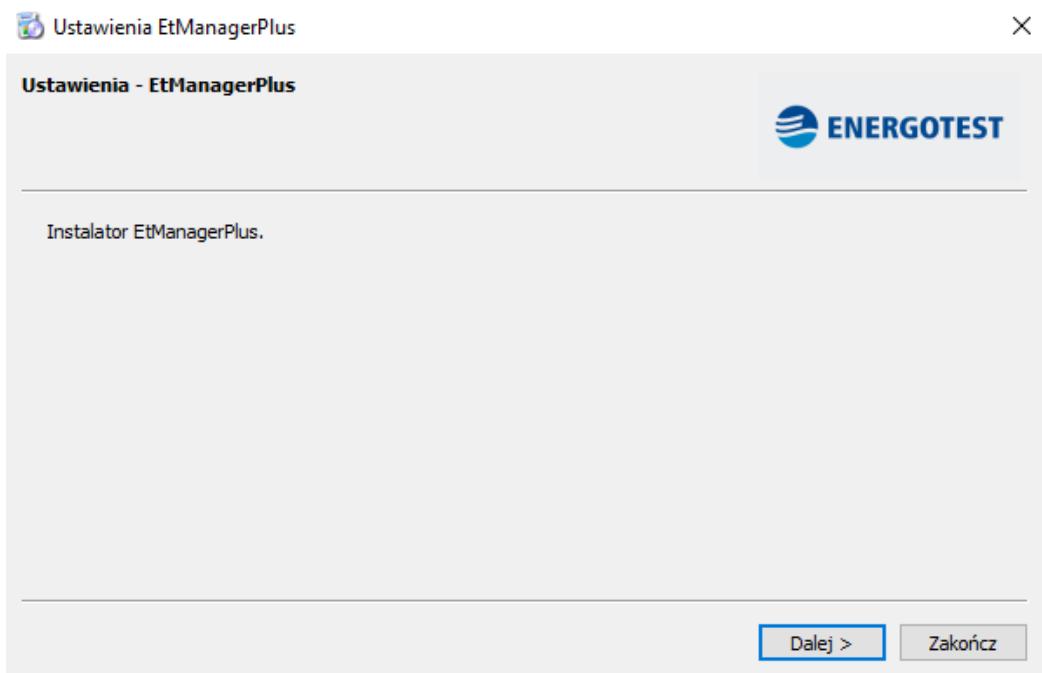 Ustawienia EtManagerPlus
Ustawienia - EtManagerPlus
ENERGOTEST
Instalator EtManagerPlus.
Dalej >
Zakończ